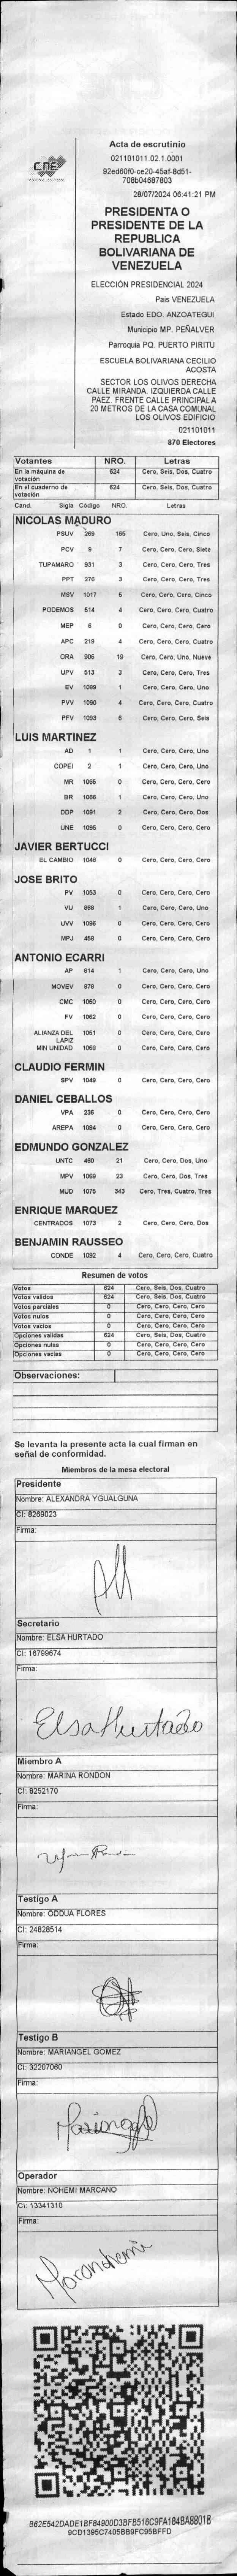 CNE
Acta de escrutinio
021101011.02.1.0001
92ed60f0-ce20-45af-8d51-
708b04687803
28/07/2024 06:41:21 PM
PRESIDENTA O
PRESIDENTE DE LA
REPUBLICA
BOLIVARIANA DE
VENEZUELA
ELECCIÓN PRESIDENCIAL 2024
Pais VENEZUELA
Estado EDO. ANZOATEGUI
Municipio MP. PEÑALVER
Parroquia PQ. PUERTO PIRITU
ESCUELA BOLIVARIANA CECILIO
ACOSTA
SECTOR LOS OLIVOS DERECHA
CALLE MIRANDA. IZQUIERDA CALLE
PAEZ. FRENTE CALLE PRINCIPAL A
20 METROS DE LA CASA COMUNAL
LOS OLIVOS EDIFICIO
021101011
870 Electores
Votantes NRO. Letras
En la máquina de votación 624 Cero, Seis, Dos, Cuatro
En el cuaderno de votación 624 Cero, Seis, Dos, Cuatro
Cand. Sigla Código NRO. Letras
NICOLAS MADURO
PSUV 269 165 Cero, Uno, Seis, Cinco
PCV 9 7 Cero, Cero, Cero, Siete
TUPAMARO 931 3 Cero, Cero, Cero, Tres
PPT 276 3 Cero, Cero, Cero, Tres
MSV 1017 5 Cero, Cero, Cero, Cinco
PODEMOS 514 4 Cero, Cero, Cero, Cuatro
MEP 6 0 Cero, Cero, Cero, Cero
APC 219 4 Cero, Cero, Cero, Cuatro
ORA 906 19 Cero, Cero, Uno, Nueve
UPV 513 3 Cero, Cero, Cero, Tres
EV 1099 1 Cero, Cero, Cero, Uno
PVV 1090 4 Cero, Cero, Cero, Cuatro
PFV 1093 6 Cero, Cero, Cero, Seis
LUIS MARTINEZ
AD 1 1 Cero, Cero, Cero, Uno
COPEI 2 1 Cero, Cero, Cero, Uno
MR 1065 0 Cero, Cero, Cero, Cero
BR 1066 1 Cero, Cero, Cero, Uno
DDP 1091 2 Cero, Cero, Cero, Dos
UNE 1095 0 Cero, Cero, Cero, Cero
JAVIER BERTUCCI
EL CAMBIO 1048 0 Cero, Cero, Cero, Cero
JOSE BRITO
PV 1053 0 Cero, Cero, Cero, Cero
VU 868 1 Cero, Cero, Cero, Uno
UVV 1096 0 Cero, Cero, Cero, Cero
MPJ 458 0 Cero, Cero, Cero, Cero
ANTONIO ECARRI
AP 814 1 Cero, Cero, Cero, Uno
MOVEV 878 0 Cero, Cero, Cero, Cero
CMC 1050 0 Cero, Cero, Cero, Cero
FV 1062 0 Cero, Cero, Cero, Cero
ALIANZA DEL LAPIZ 1051 0 Cero, Cero, Cero, Cero
MIN UNIDAD 1058 0 Cero, Cero, Cero, Cero
CLAUDIO FERMIN
SPV 1049 0 Cero, Cero, Cero, Cero
DANIEL CEBALLOS
VPA 236 0 Cero, Cero, Cero, Cero
AREPA 1094 0 Cero, Cero, Cero, Cero
EDMUNDO GONZALEZ
UNTC 460 21 Cero, Cero, Dos, Uno
MPV 1069 23 Cero, Cero, Dos, Tres
MUD 1075 343 Cero, Tres, Cuatro, Tres
ENRIQUE MARQUEZ
CENTRADOS 1073 2 Cero, Cero, Cero, Dos
BENJAMIN RAUSSEO
CONDE 1092 4 Cero, Cero, Cero, Cuatro
Resumen de votos
Votos 624 Cero, Seis, Dos, Cuatro
Votos validos 624 Cero, Seis, Dos, Cuatro
Votos parciales 0 Cero, Cero, Cero, Cero
Votos nulos 0 Cero, Cero, Cero, Cero
Votos vacios 0 Cero, Cero, Cero, Cero
Opciones validas 624 Cero, Seis, Dos, Cuatro
Opciones nulas 0 Cero, Cero, Cero, Cero
Opciones vacias 0 Cero, Cero, Cero, Cero
Observaciones:
Se levanta la presente acta la cual firman en
señal de conformidad.
Miembros de la mesa electoral
Presidente
Nombre: ALEXANDRA YGUALGUNA
CI: 8269023
Firma:
Secretario
Nombre: ELSA HURTADO
CI: 16799674
Firma:
Elsa Hurtado
Miembro A
Nombre: MARINA RONDON
CI: 8252170
Firma:
Testigo A
Nombre: ODDUA FLORES
CI: 24828514
Firma:
Testigo B
Nombre: MARIANGEL GOMEZ
CI: 32207060
Firma:
Operador
Nombre: NOHEMI MARCANO
CI: 13341310
Firma:
B62E542DADE1BF84900D3BFB516C9FA184BA8901B
9CD1395C7405BB9FC95BFFD